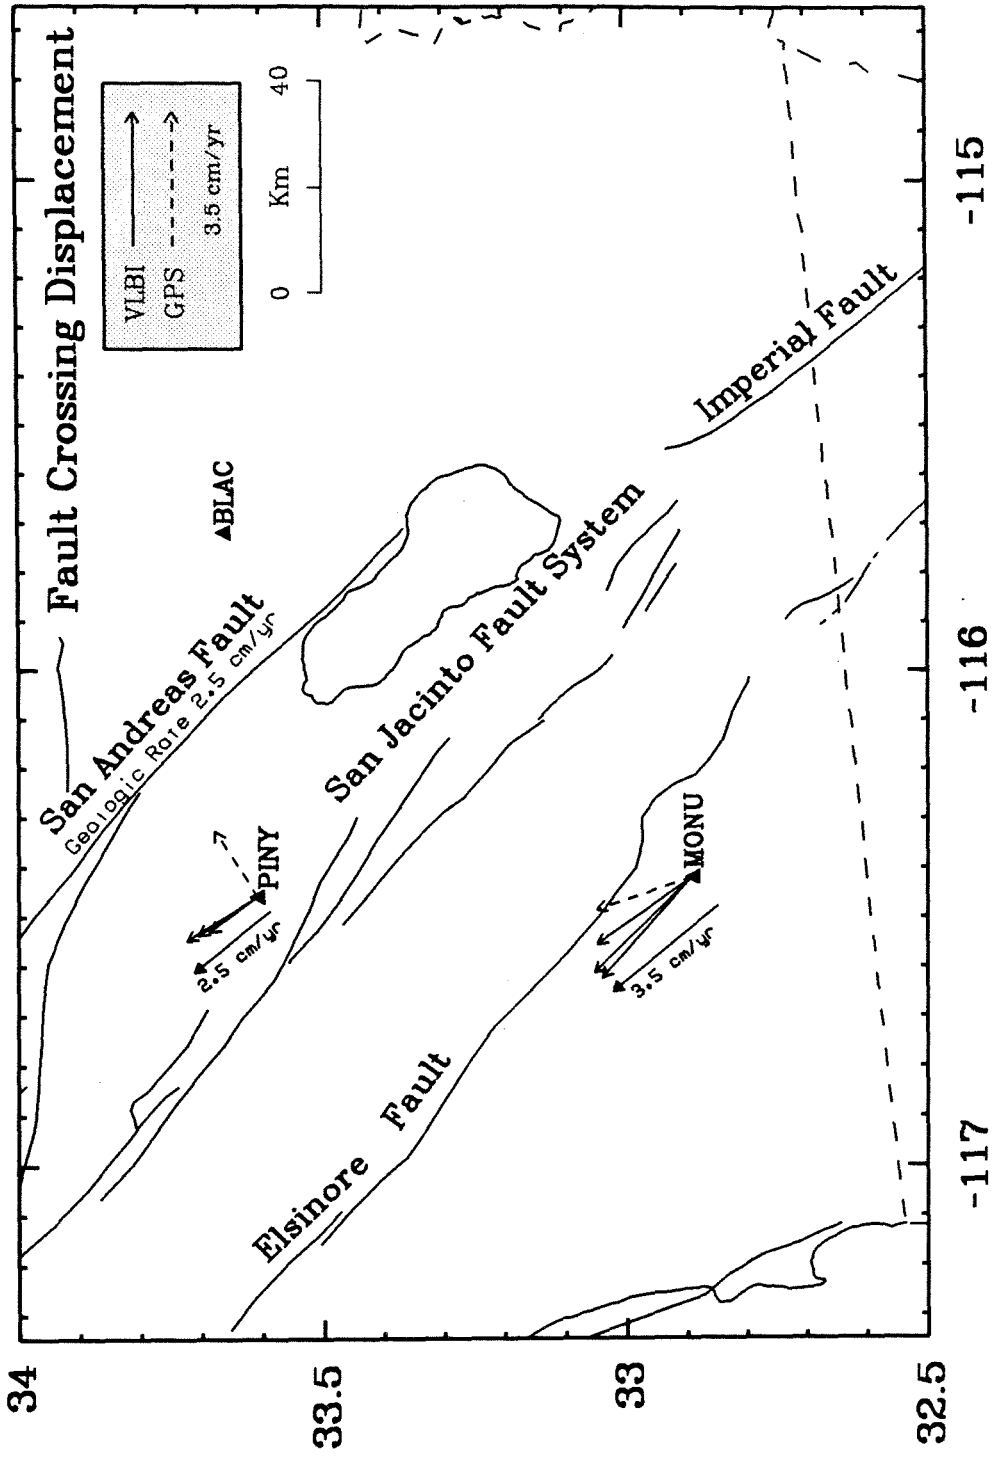 Fault Crossing Displacement
VLBI
GPS
3.5 cm/yr
0 Km 40
San Andreas Fault
Geologic Rate 2.5 cm/yr
BLAC
PINY
2.5 cm/yr
San Jacinto Fault System
Imperial Fault
MONU
3.5 cm/yr
Elsinore Fault
34
33.5
33
32.5
-117
-116
-115